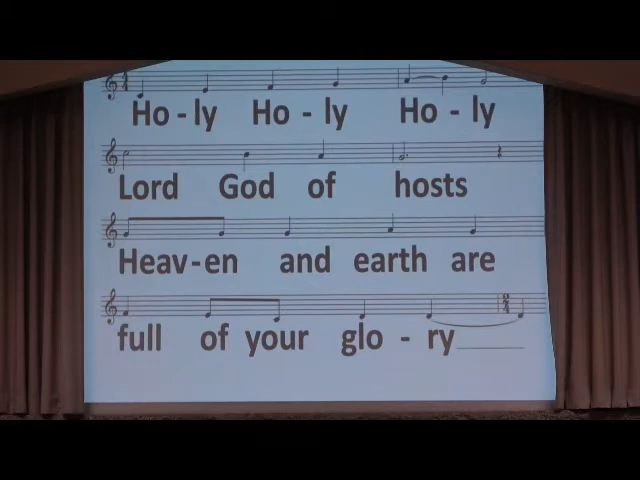 Ho - ly Ho - ly Ho - ly
Lord God of hosts
Heav-en and earth are
full of your glo - ry